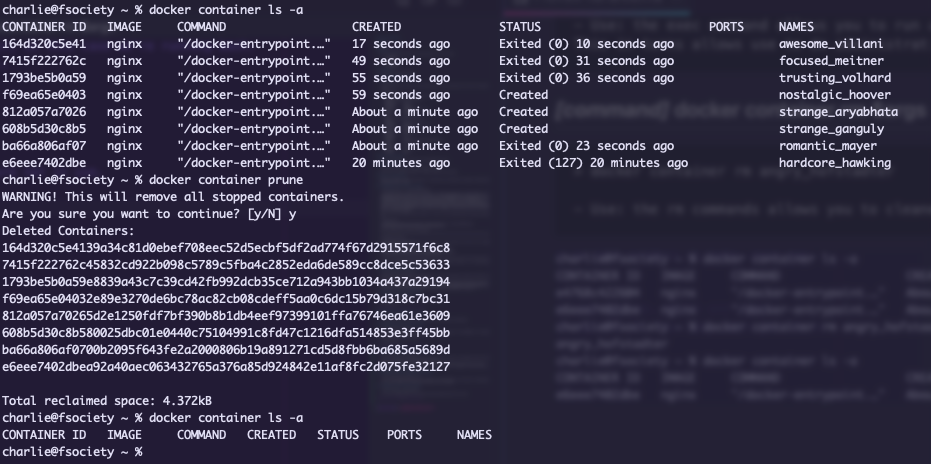 charlie@fsociety ~ % docker container ls -a
CONTAINER ID   IMAGE     COMMAND                  CREATED              STATUS                        PORTS     NAMES
164d320c5e41   nginx     "/docker-entrypoint.…"   17 seconds ago       Exited (0) 10 seconds ago               awesome_villani
7415f222762c   nginx     "/docker-entrypoint.…"   49 seconds ago       Exited (0) 31 seconds ago               focused_meitner
1793be5b0a59   nginx     "/docker-entrypoint.…"   55 seconds ago       Exited (0) 36 seconds ago               trusting_volhard
f69ea65e0403   nginx     "/docker-entrypoint.…"   59 seconds ago       Created                                 nostalgic_hoover
812a057a7026   nginx     "/docker-entrypoint.…"   About a minute ago   Created                                 strange_aryabhata
608b5d30c8b5   nginx     "/docker-entrypoint.…"   About a minute ago   Created                                 strange_ganguly
ba66a806af07   nginx     "/docker-entrypoint.…"   About a minute ago   Exited (0) 23 seconds ago               romantic_mayer
e6eee7402dbe   nginx     "/docker-entrypoint.…"   20 minutes ago       Exited (127) 20 minutes ago             hardcore_hawking
charlie@fsociety ~ % docker container prune
WARNING! This will remove all stopped containers.
Are you sure you want to continue? [y/N] y
Deleted Containers:
164d320c5e4139a34c81d0ebef708eec52d5ecbf5df2ad774f67d2915571f6c8
7415f222762c45832cd922b098c5789c5fba4c2852eda6de589cc8dce5c53633
1793be5b0a59e8839a43c7c39cd42fb992dcb35ce712a943bb1034a437a29194
f69ea65e04032e89e3270de6bc78ac82cb08cdeff5aa0c6dc15b79d318c7bc31
812a057a70265d2e1250fdf7bf390b8b1db4eef97399101ffa76746ea61e3609
608b5d30c8b580025dbc01e0440c75104991c8fd47c1216dfa514853e3ff45bb
ba66a806af0700b2095f643fe2a2000806b19a891271cd5d8fbb6ba685a5689d
e6eee7402dbea92a40aec063432765a376a85d924842e11af8fc2d075fe32127
Total reclaimed space: 4.372kB
charlie@fsociety ~ % docker container ls -a
CONTAINER ID   IMAGE     COMMAND   CREATED   STATUS    PORTS     NAMES
charlie@fsociety ~ %